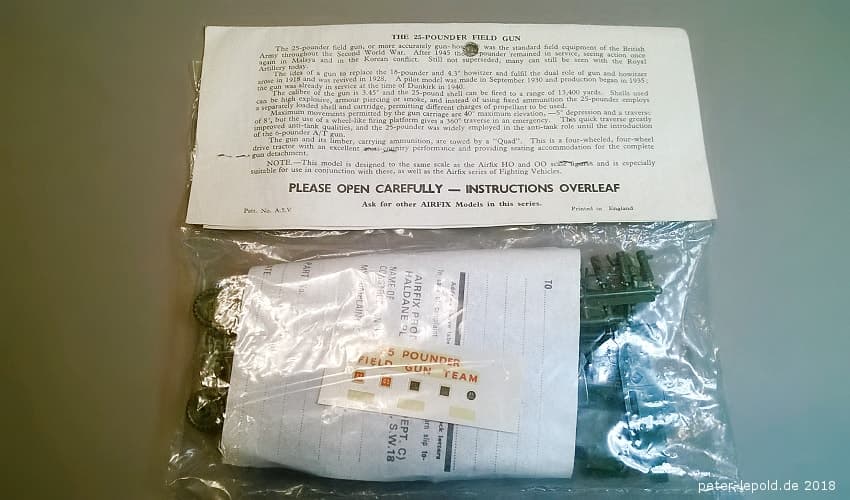 THE 25-POUNDER FIELD GUN
The 25-pounder field gun, or more accurately gun-how was the standard field equipment of the British
Army throughout the Second World War. After 1945 the pounder remained in service, seeing action once
again in Malaya and in the Korean conflict. Still not superseded, many can still be seen with the Royal
Artillery today.
The idea of a gun to replace the 18-pounder and 4.5" howitzer and fulfil the dual role of gun and howitzer
arose in 1918 and was revived in 1928. A pilot model was made in September 1930 and production began in 1935;
the gun was already in service at the time of Dunkirk in 1940.
The calibre of the gun is 3.45" and the 25-pound shell can be fired to a range of 13,400 yards. Shells used
can be high explosive, armour piercing or smoke, and instead of using fixed ammunition the 25-pounder employs
a separately loaded shell and cartridge, permitting different charges of propellant to be used.
Maximum movements permitted by the gun carriage are 40° maximum elevation, —5° depression and a traverse
of 8°, but the use of a wheel-like firing platform gives a 360° traverse in an emergency. This quick traverse greatly
improved anti-tank qualities, and the 25-pounder was widely employed in the anti-tank role until the introduction
of the 6-pounder A/T gun.
The gun and its limber, carrying ammunition, are towed by a "Quad". This is a four-wheeled, four-wheel
drive tractor with an excellent cross-country performance and providing seating accommodation for the complete
gun detachment.
NOTE.—This model is designed to the same scale as the Airfix HO and OO scale figures and is especially
suitable for use in conjunction with these, as well as the Airfix series of Fighting Vehicles.
PLEASE OPEN CAREFULLY — INSTRUCTIONS OVERLEAF
Ask for other AIRFIX Models in this series.
Patt. No. A.5.V.
Printed in England
TO
AIRFIX PROD
HALDANE PL
NAME OF
PART No.
5 POUNDER
FIELD GUN TEAM
EPT. C)
, S.W.18
ck letters
rn slip to-
peter-lepold.de 2018